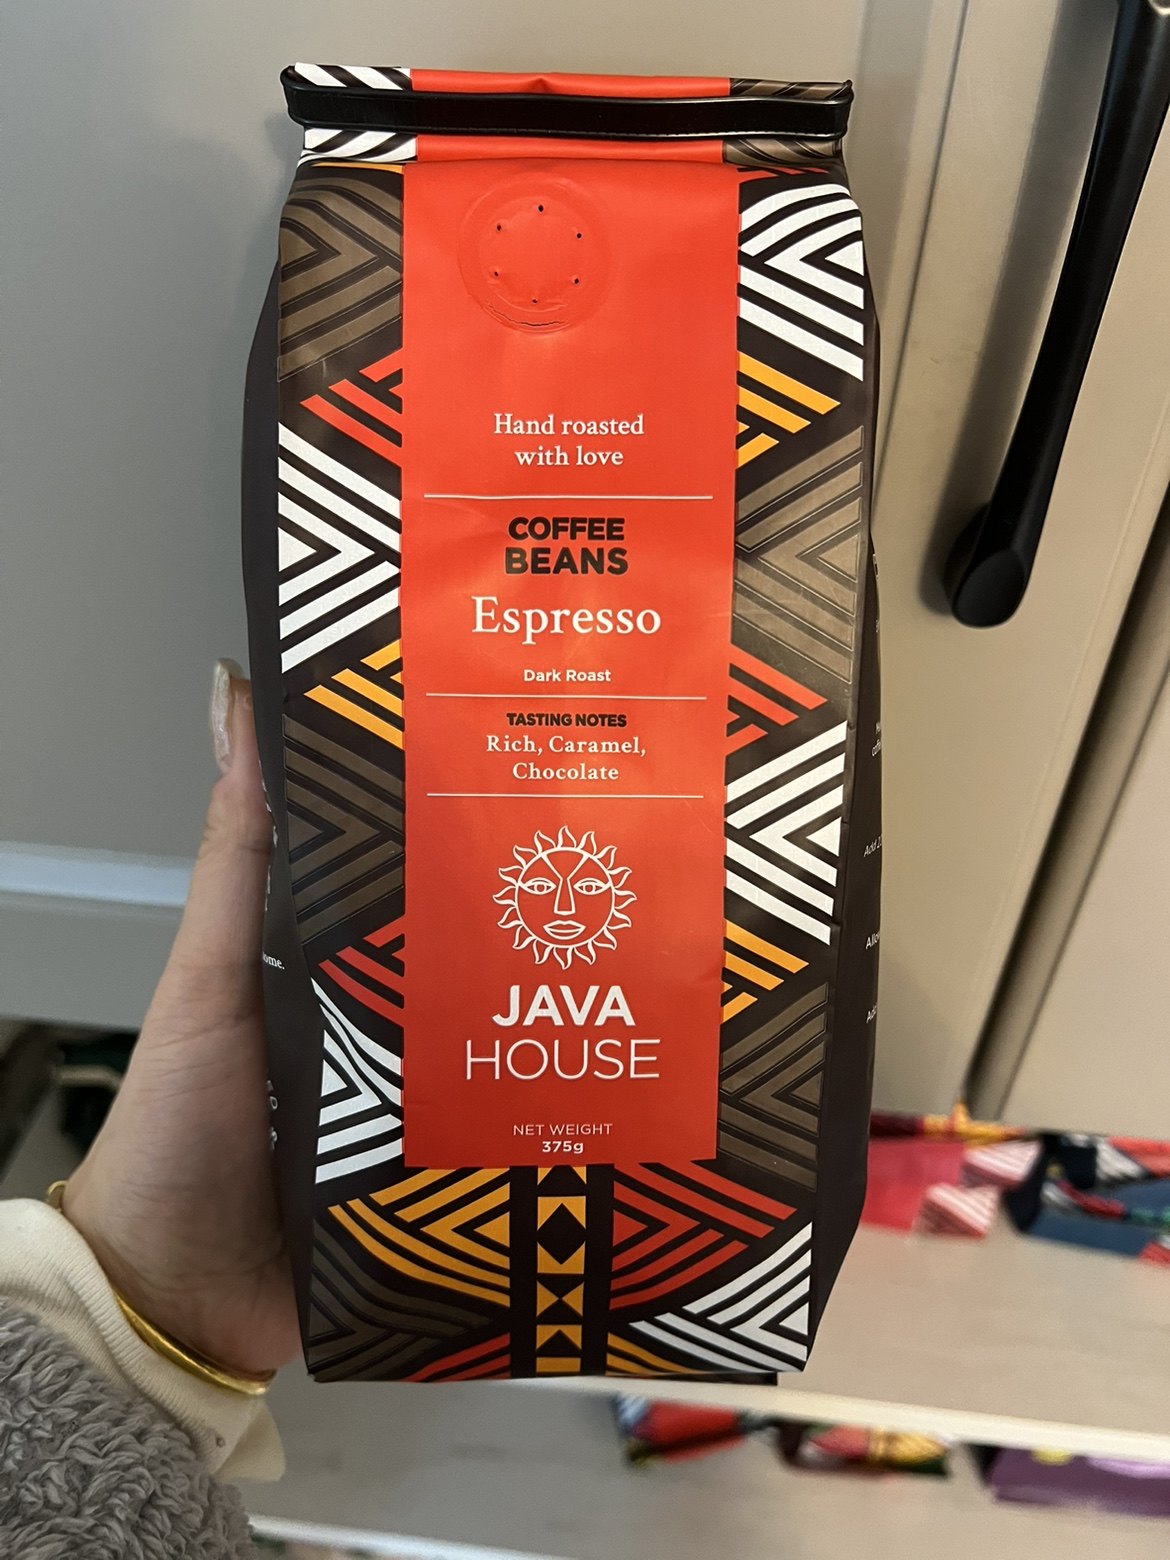 Hand roasted
with love
COFFEE
BEANS
Espresso
Dark Roast
TASTING NOTES
Rich, Caramel,
Chocolate
JAVA
HOUSE
NET WEIGHT
375g